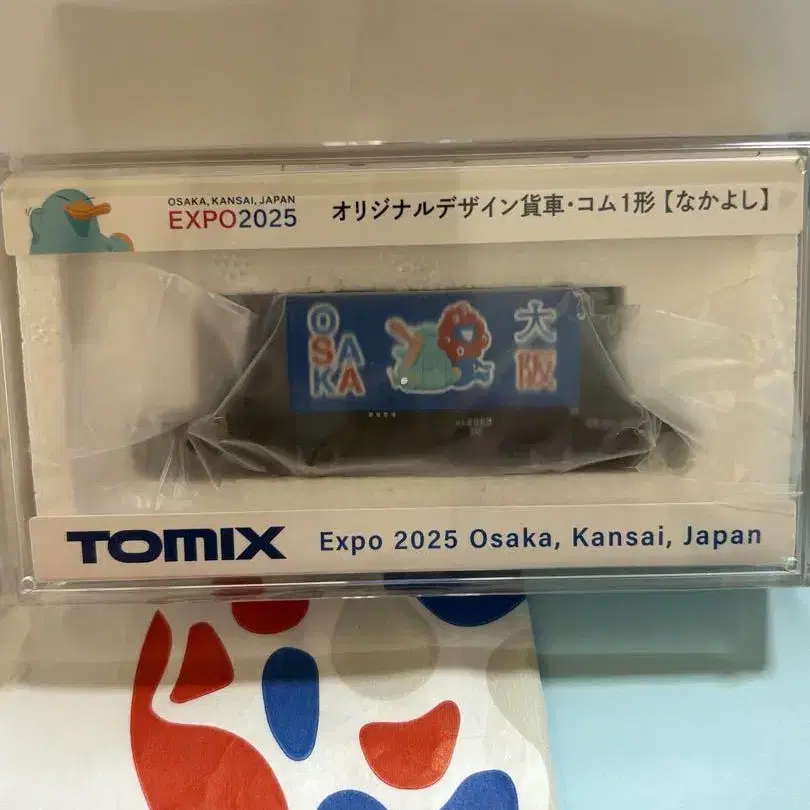 OSAKA, KANSAI, JAPAN
EXPO2025
オリジナルデザイン貨車・コム1形【なかよし】
OSAKA
大阪
TOMIX
Expo 2025 Osaka, Kansai, Japan